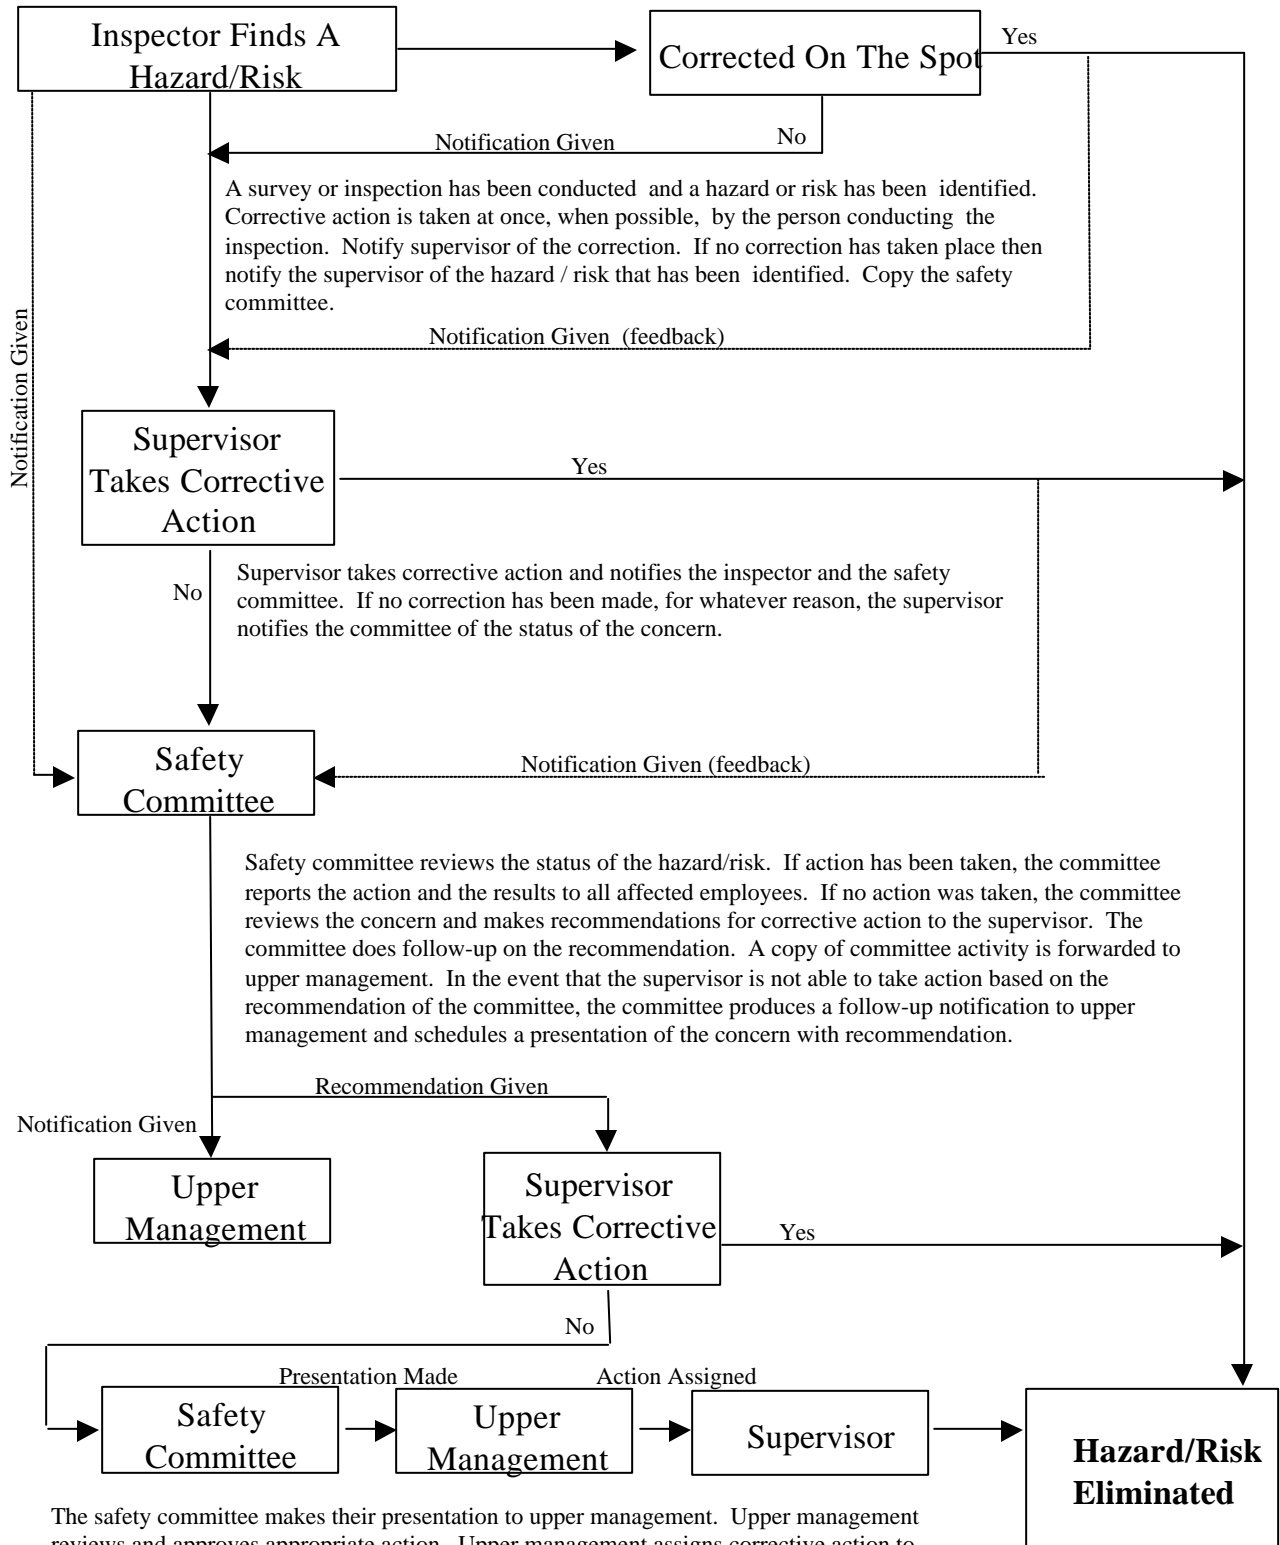 Inspector Finds A
Hazard/Risk
Corrected On The Spot
Yes
No
Notification Given
A survey or inspection has been conducted and a hazard or risk has been identified.
Corrective action is taken at once, when possible, by the person conducting the
inspection. Notify supervisor of the correction. If no correction has taken place then
notify the supervisor of the hazard / risk that has been identified. Copy the safety
committee.
Notification Given (feedback)
Notification Given
Supervisor
Takes Corrective
Action
Yes
No
Supervisor takes corrective action and notifies the inspector and the safety
committee. If no correction has been made, for whatever reason, the supervisor
notifies the committee of the status of the concern.
Safety
Committee
Notification Given (feedback)
Safety committee reviews the status of the hazard/risk. If action has been taken, the committee
reports the action and the results to all affected employees. If no action was taken, the committee
reviews the concern and makes recommendations for corrective action to the supervisor. The
committee does follow-up on the recommendation. A copy of committee activity is forwarded to
upper management. In the event that the supervisor is not able to take action based on the
recommendation of the committee, the committee produces a follow-up notification to upper
management and schedules a presentation of the concern with recommendation.
Recommendation Given
Notification Given
Upper
Management
Supervisor
Takes Corrective
Action
Yes
No
Presentation Made
Action Assigned
Safety
Committee
Upper
Management
Supervisor
Hazard/Risk
Eliminated
The safety committee makes their presentation to upper management. Upper management
reviews and approves appropriate action. Upper management assigns corrective action to